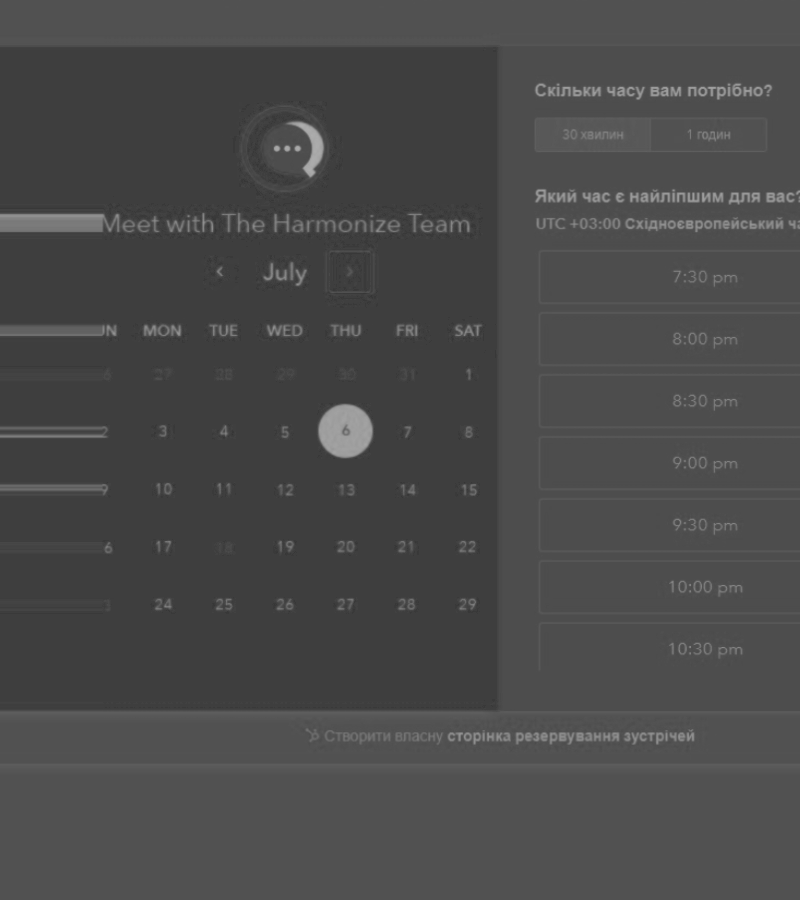 Meet with The Harmonize Team
July
MON TUE WED THU FRI SAT
6 27 28 29 30 31 1
2 3 4 5 6 7 8
9 10 11 12 13 14 15
6 17 18 19 20 21 22
24 25 26 27 28 29
Скільки часу вам потрібно?
30 хвилин 1 годин
Який час є найліпшим для вас?
UTC +03:00 Східноєвропейський
7:30 pm
8:00 pm
8:30 pm
9:00 pm
9:30 pm
10:00 pm
10:30 pm
Створити власну сторінка резервування зустрічей